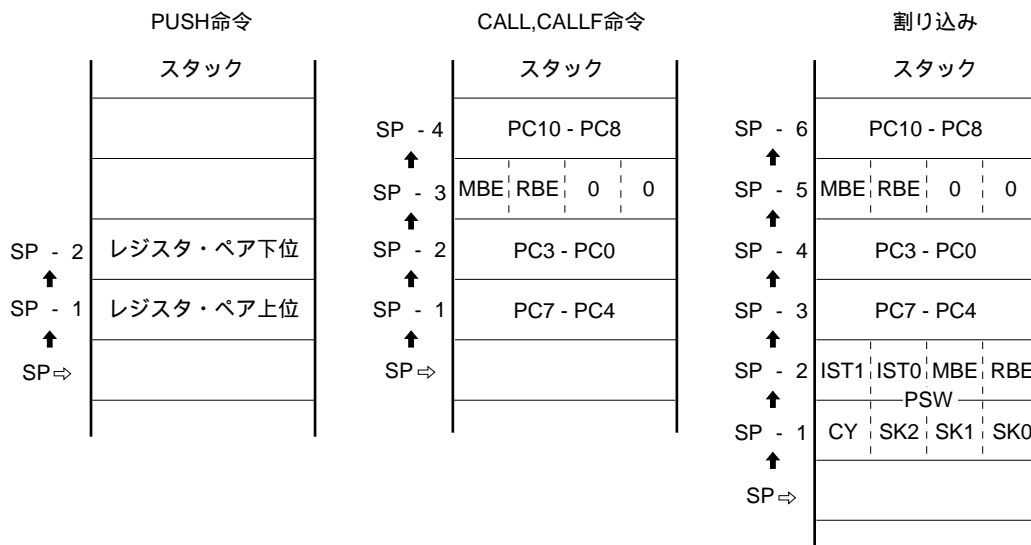 PUSH命令
スタック
SP - 2 レジスタ・ペア下位
SP - 1 レジスタ・ペア上位
SP⇨
CALL,CALLF命令
スタック
SP - 4 PC10 - PC8
SP - 3 MBE RBE 0 0
SP - 2 PC3 - PC0
SP - 1 PC7 - PC4
SP⇨
割り込み
スタック
SP - 6 PC10 - PC8
SP - 5 MBE RBE 0 0
SP - 4 PC3 - PC0
SP - 3 PC7 - PC4
SP - 2 IST1 IST0 MBE RBE
PSW
SP - 1 CY SK2 SK1 SK0
SP⇨